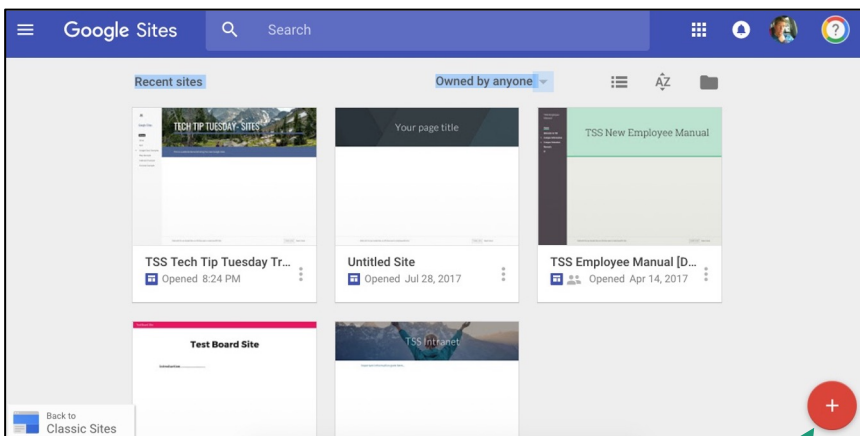 Google Sites
Search
Recent sites
Owned by anyone
AZ
TECH TIP TUESDAY- SITES
Your page title
TSS New Employee Manual
TSS Tech Tip Tuesday Tr...
Opened 8:24 PM
Untitled Site
Opened Jul 28, 2017
TSS Employee Manual [D...
Opened Apr 14, 2017
Test Board Site
TSS Intranet
Back to
Classic Sites